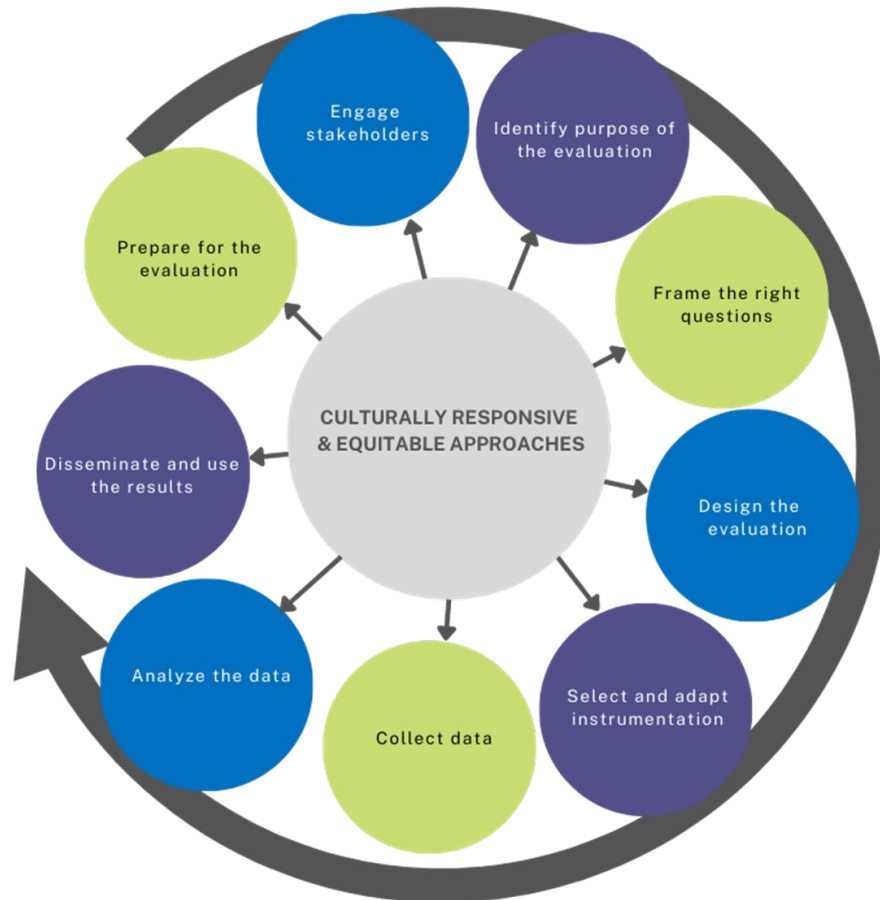 Engage
stakeholders
Identify purpose of
the evaluation
Prepare for the
evaluation
Frame the right
questions
CULTURALLY RESPONSIVE
& EQUITABLE APPROACHES
Disseminate and use
the results
Design the
evaluation
Analyze the data
Select and adapt
instrumentation
Collect data